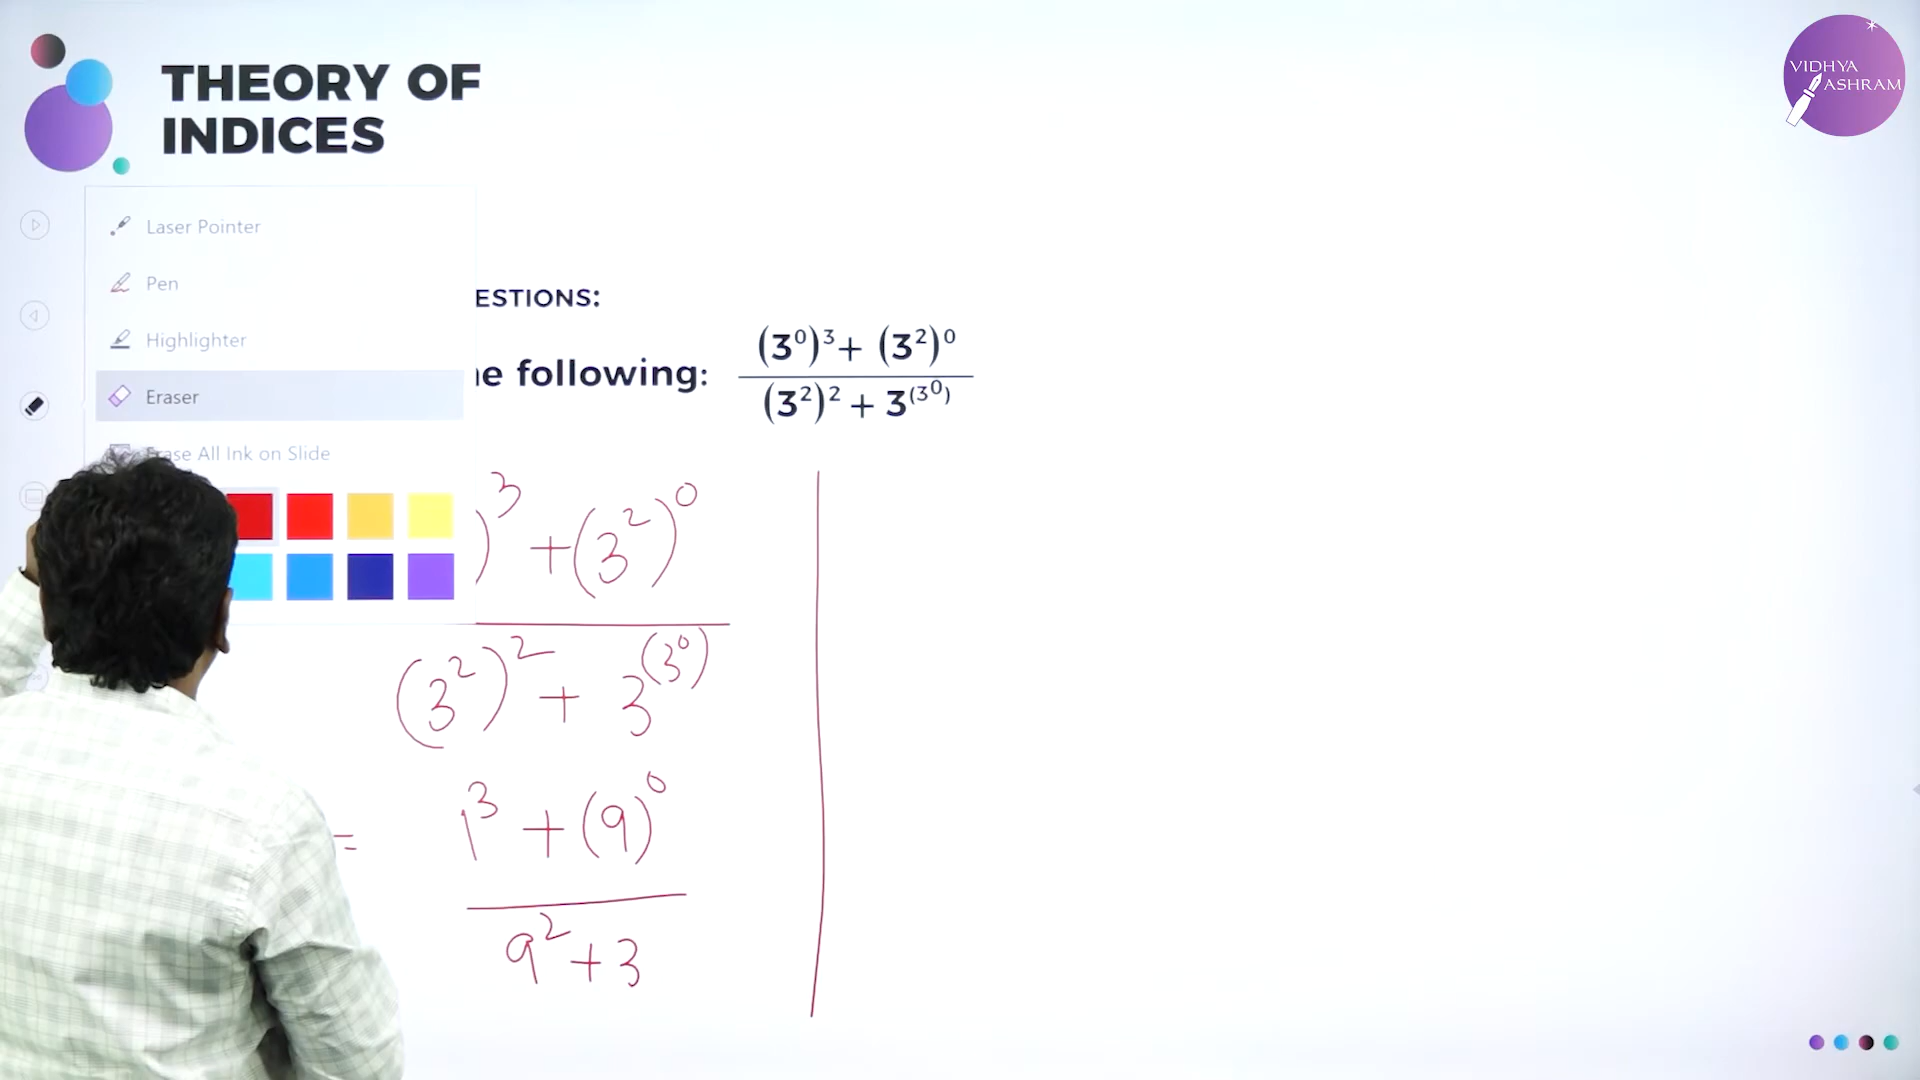 THEORY OF
INDICES
VIDHYA
ASHRAM
Laser Pointer
Pen
Highlighter
Eraser
Erase All Ink on Slide
ESTIONS:
e following:
(3⁰)³ + (3²)⁰
(3²)² + 3^(3⁰)
)³ + (3²)⁰
(3²)² + 3^(3⁰)
= 1³ + (9)⁰
9² + 3